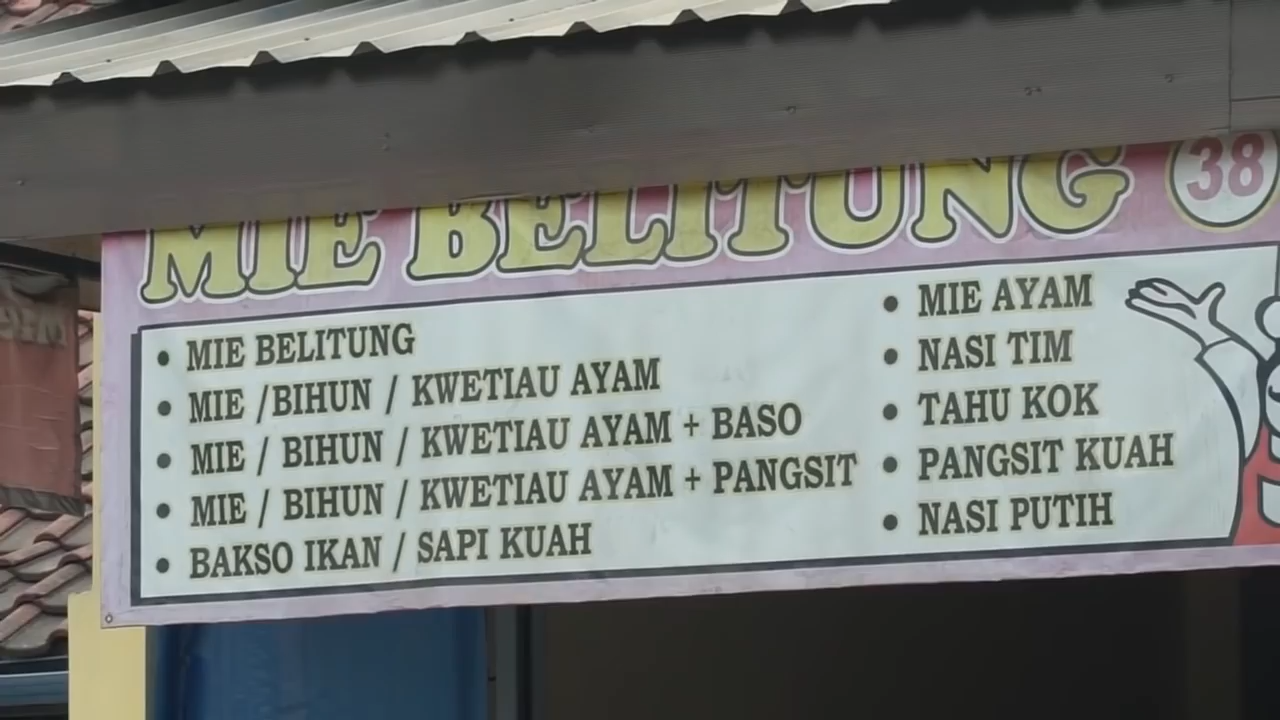 MIE BELITUNG 38
• MIE BELITUNG
• MIE /BIHUN / KWETIAU AYAM
• MIE / BIHUN / KWETIAU AYAM + BASO
• MIE / BIHUN / KWETIAU AYAM + PANGSIT
• BAKSO IKAN / SAPI KUAH
• MIE AYAM
• NASI TIM
• TAHU KOK
• PANGSIT KUAH
• NASI PUTIH